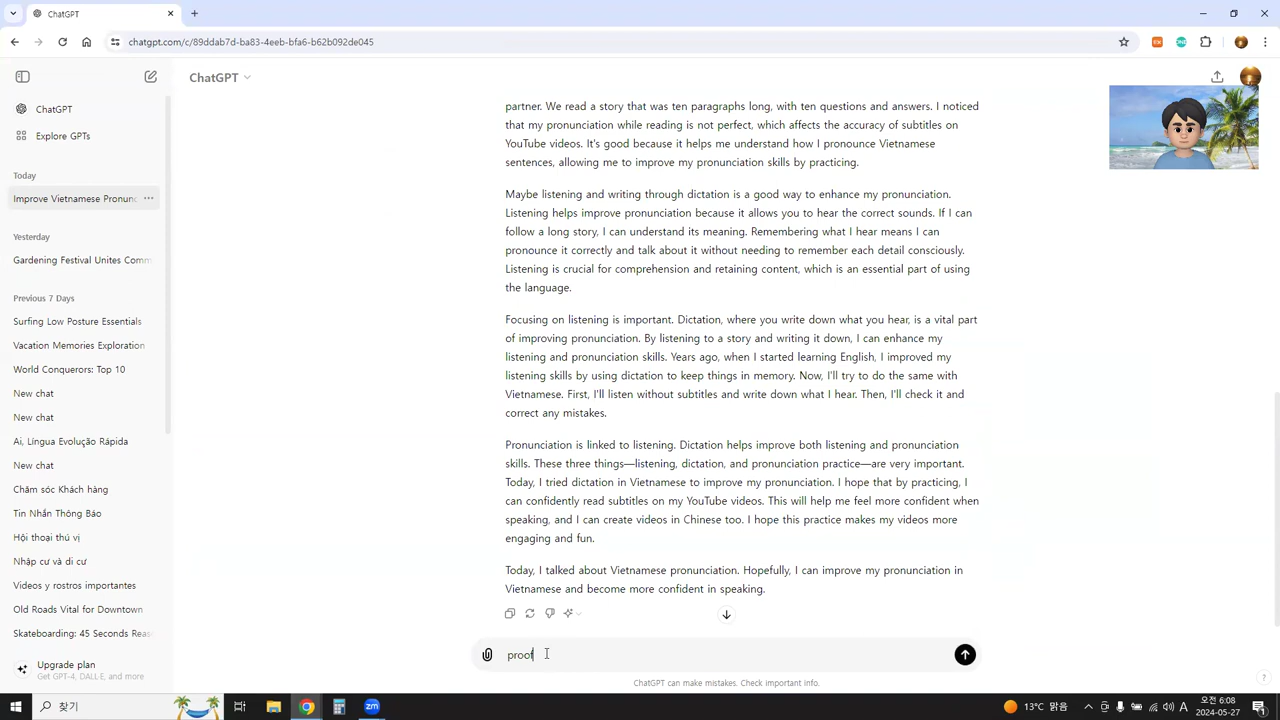 ChatGPT
chatgpt.com/c/89ddab7d-ba83-4eeb-bfa6-b62b092de045
ChatGPT
Explore GPTs
Today
Improve Vietnamese Pronunc
Yesterday
Gardening Festival Unites Comm
Previous 7 Days
Surfing Low Posture Essentials
Vacation Memories Exploration
World Conquerors: Top 10
New chat
New chat
Ai, Língua Evolução Rápida
New chat
Chăm sóc Khách hàng
Tin Nhắn Thông Báo
Hội thoại thú vị
Nhập cư và di cư
Videos y rostros importantes
Old Roads Vital for Downtown
Skateboarding: 45 Seconds Reas
Upgrade plan
Get GPT-4, DALL·E, and more
ChatGPT
partner. We read a story that was ten paragraphs long, with ten questions and answers. I noticed
that my pronunciation while reading is not perfect, which affects the accuracy of subtitles on
YouTube videos. It's good because it helps me understand how I pronounce Vietnamese
sentences, allowing me to improve my pronunciation skills by practicing.
Maybe listening and writing through dictation is a good way to enhance my pronunciation.
Listening helps improve pronunciation because it allows you to hear the correct sounds. If I can
follow a long story, I can understand its meaning. Remembering what I hear means I can
pronounce it correctly and talk about it without needing to remember each detail consciously.
Listening is crucial for comprehension and retaining content, which is an essential part of using
the language.
Focusing on listening is important. Dictation, where you write down what you hear, is a vital part
of improving pronunciation. By listening to a story and writing it down, I can enhance my
listening and pronunciation skills. Years ago, when I started learning English, I improved my
listening skills by using dictation to keep things in memory. Now, I'll try to do the same with
Vietnamese. First, I'll listen without subtitles and write down what I hear. Then, I'll check it and
correct any mistakes.
Pronunciation is linked to listening. Dictation helps improve both listening and pronunciation
skills. These three things—listening, dictation, and pronunciation practice—are very important.
Today, I tried dictation in Vietnamese to improve my pronunciation. I hope that by practicing, I
can confidently read subtitles on my YouTube videos. This will help me feel more confident when
speaking, and I can create videos in Chinese too. I hope this practice makes my videos more
engaging and fun.
Today, I talked about Vietnamese pronunciation. Hopefully, I can improve my pronunciation in
Vietnamese and become more confident in speaking.
proof
ChatGPT can make mistakes. Check important info.
?
찾기
13°C 맑음
A
오전 6:08
2024-05-27